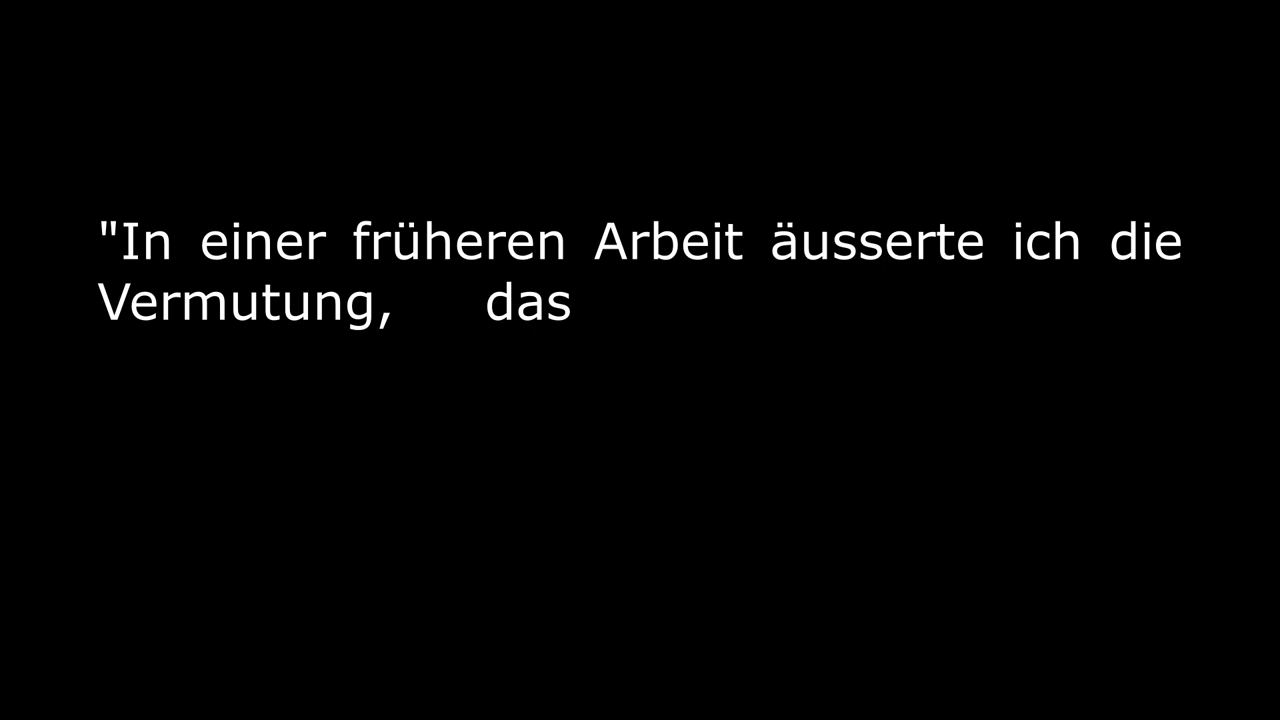 "In einer früheren Arbeit äusserte ich die
Vermutung, das